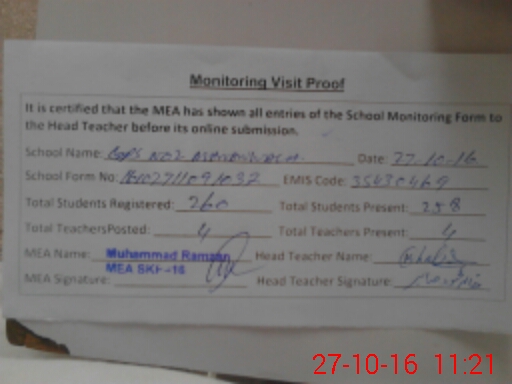 Monitoring Visit Proof
It is certified that the MEA has shown all entries of the School Monitoring Form to
the Head Teacher before its online submission.
School Name: Date: 27-10-16
School Form No: EMIS Code: 35430469
Total Students Registered: 260 Total Students Present: 258
Total TeachersPosted: 4 Total Teachers Present: 4
MEA Name: Muhammad Ramzan Head Teacher Name:
MEA SKP-16
MEA Signature: Head Teacher Signature:
27-10-16 11:21